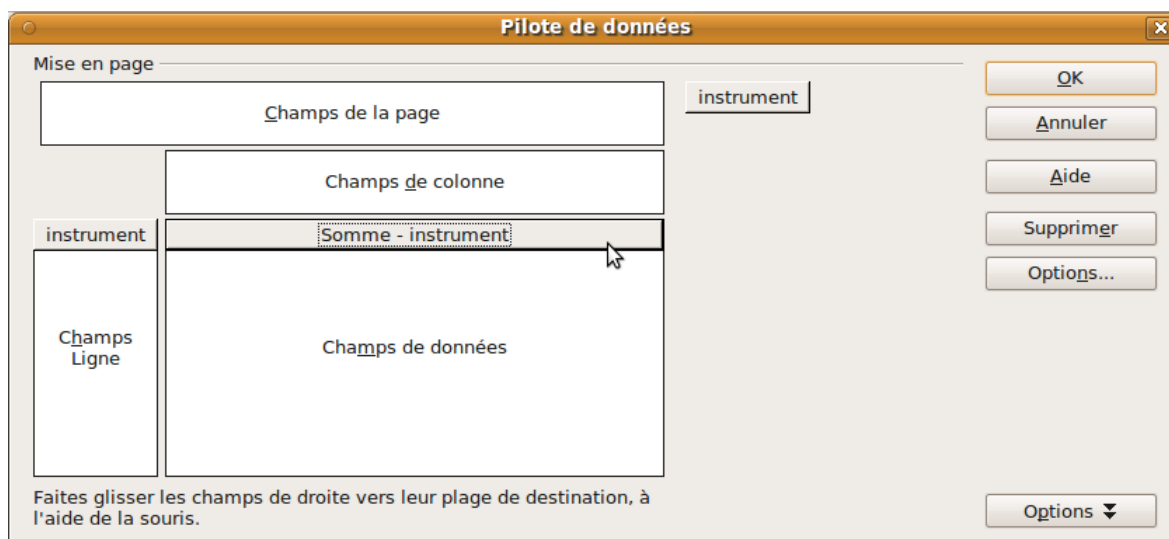 Pilote de données
Mise en page
Champs de la page
instrument
OK
Annuler
Champs de colonne
Aide
instrument
Somme - instrument
Supprimer
Options...
Champs
Ligne
Champs de données
Faites glisser les champs de droite vers leur plage de destination, à
l'aide de la souris.
Options